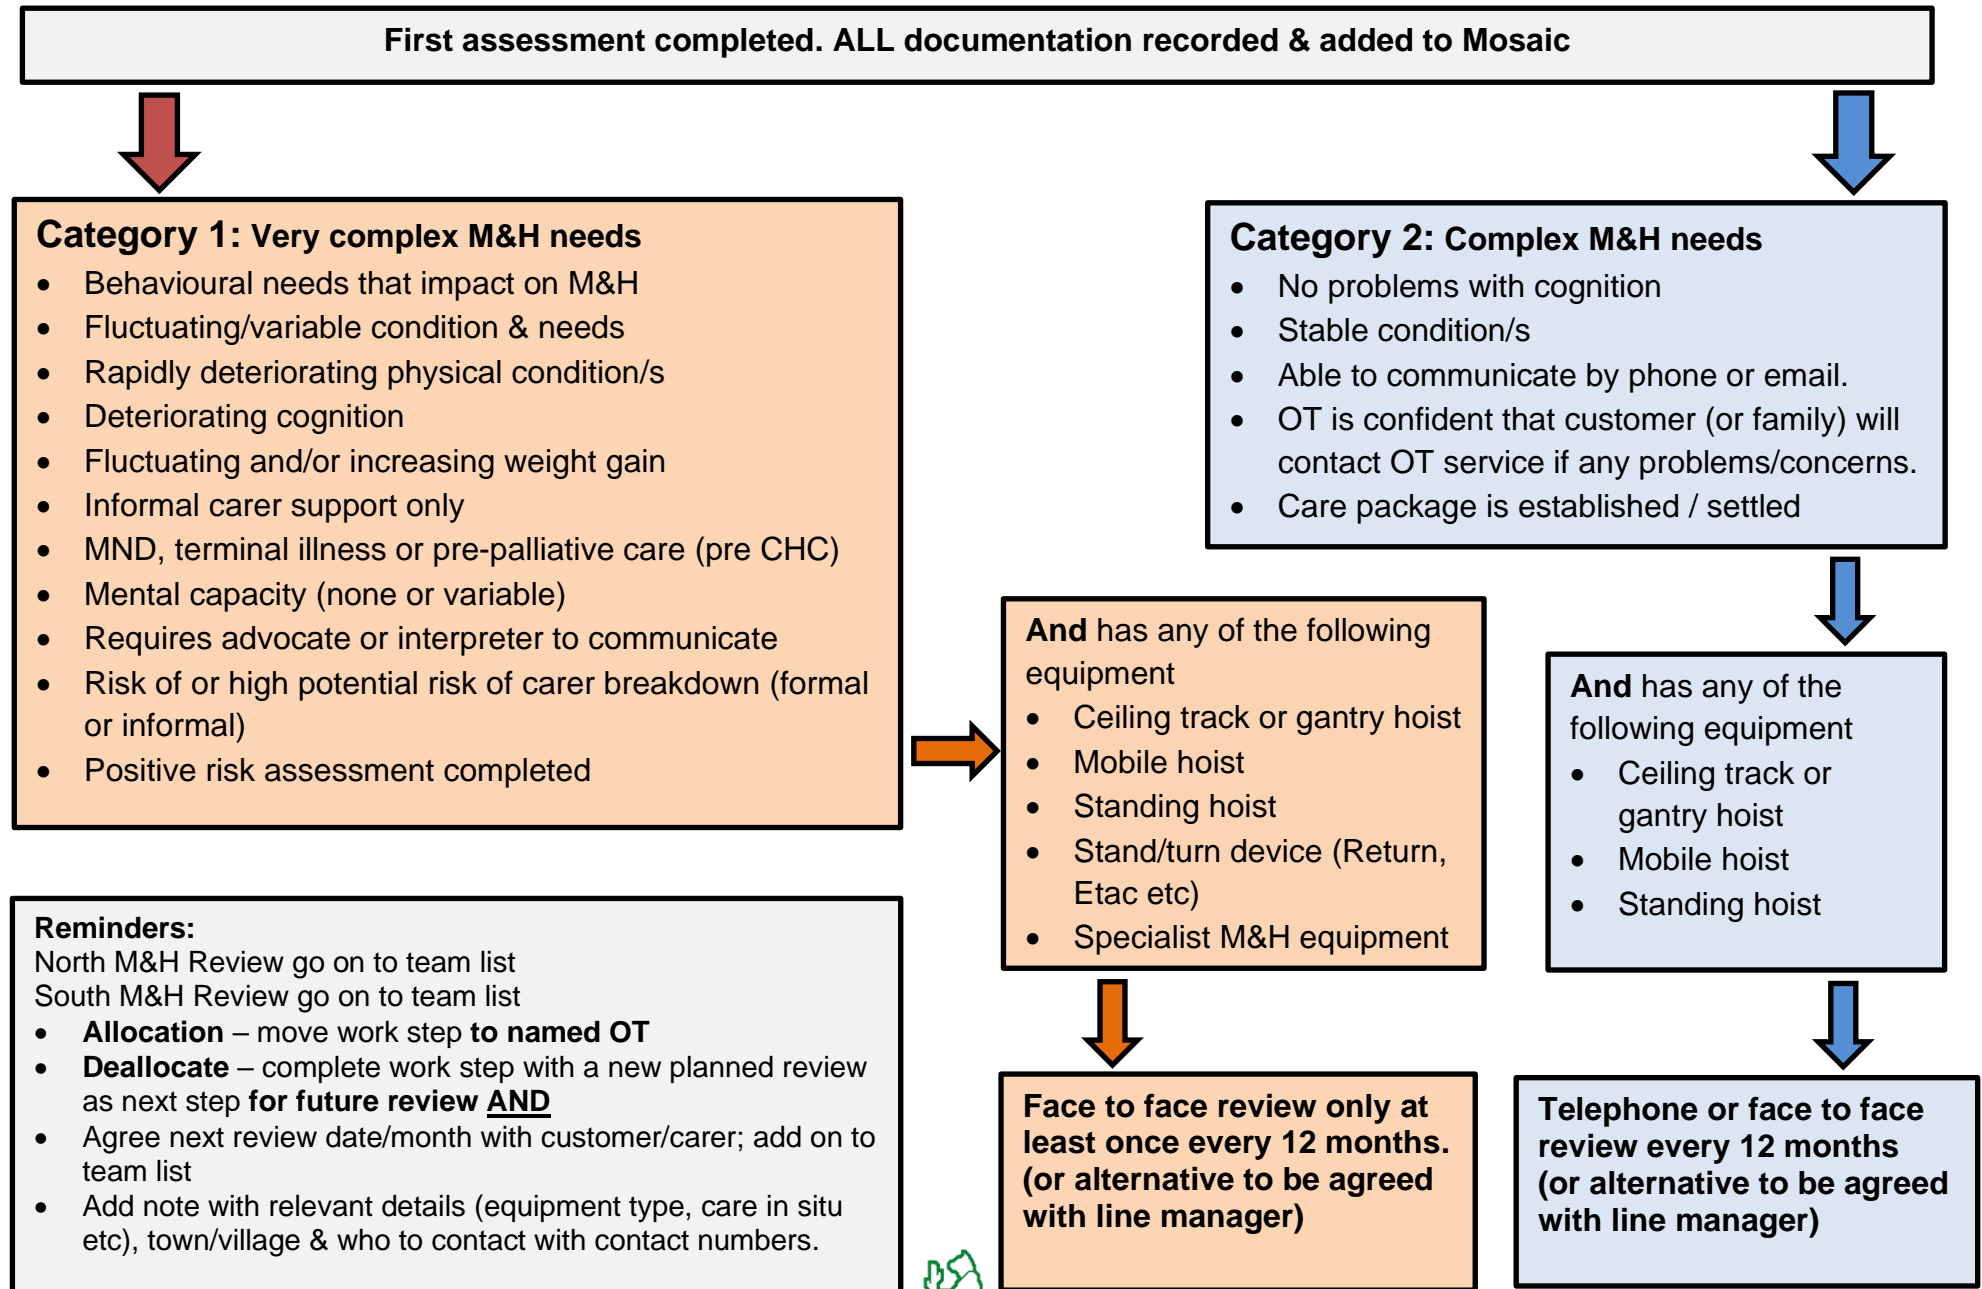 First assessment completed. ALL documentation recorded & added to Mosaic
Category 1: Very complex M&H needs
• Behavioural needs that impact on M&H
• Fluctuating/variable condition & needs
• Rapidly deteriorating physical condition/s
• Deteriorating cognition
• Fluctuating and/or increasing weight gain
• Informal carer support only
• MND, terminal illness or pre-palliative care (pre CHC)
• Mental capacity (none or variable)
• Requires advocate or interpreter to communicate
• Risk of or high potential risk of carer breakdown (formal
or informal)
• Positive risk assessment completed
And has any of the following
equipment
• Ceiling track or gantry hoist
• Mobile hoist
• Standing hoist
• Stand/turn device (Return,
Etac etc)
• Specialist M&H equipment
Face to face review only at
least once every 12 months.
(or alternative to be agreed
with line manager)
Category 2: Complex M&H needs
• No problems with cognition
• Stable condition/s
• Able to communicate by phone or email.
• OT is confident that customer (or family) will
contact OT service if any problems/concerns.
• Care package is established / settled
And has any of the
following equipment
• Ceiling track or
gantry hoist
• Mobile hoist
• Standing hoist
Telephone or face to face
review every 12 months
(or alternative to be agreed
with line manager)
Reminders:
North M&H Review go on to team list
South M&H Review go on to team list
• Allocation – move work step to named OT
• Deallocate – complete work step with a new planned review
as next step for future review AND
• Agree next review date/month with customer/carer; add on to
team list
• Add note with relevant details (equipment type, care in situ
etc), town/village & who to contact with contact numbers.